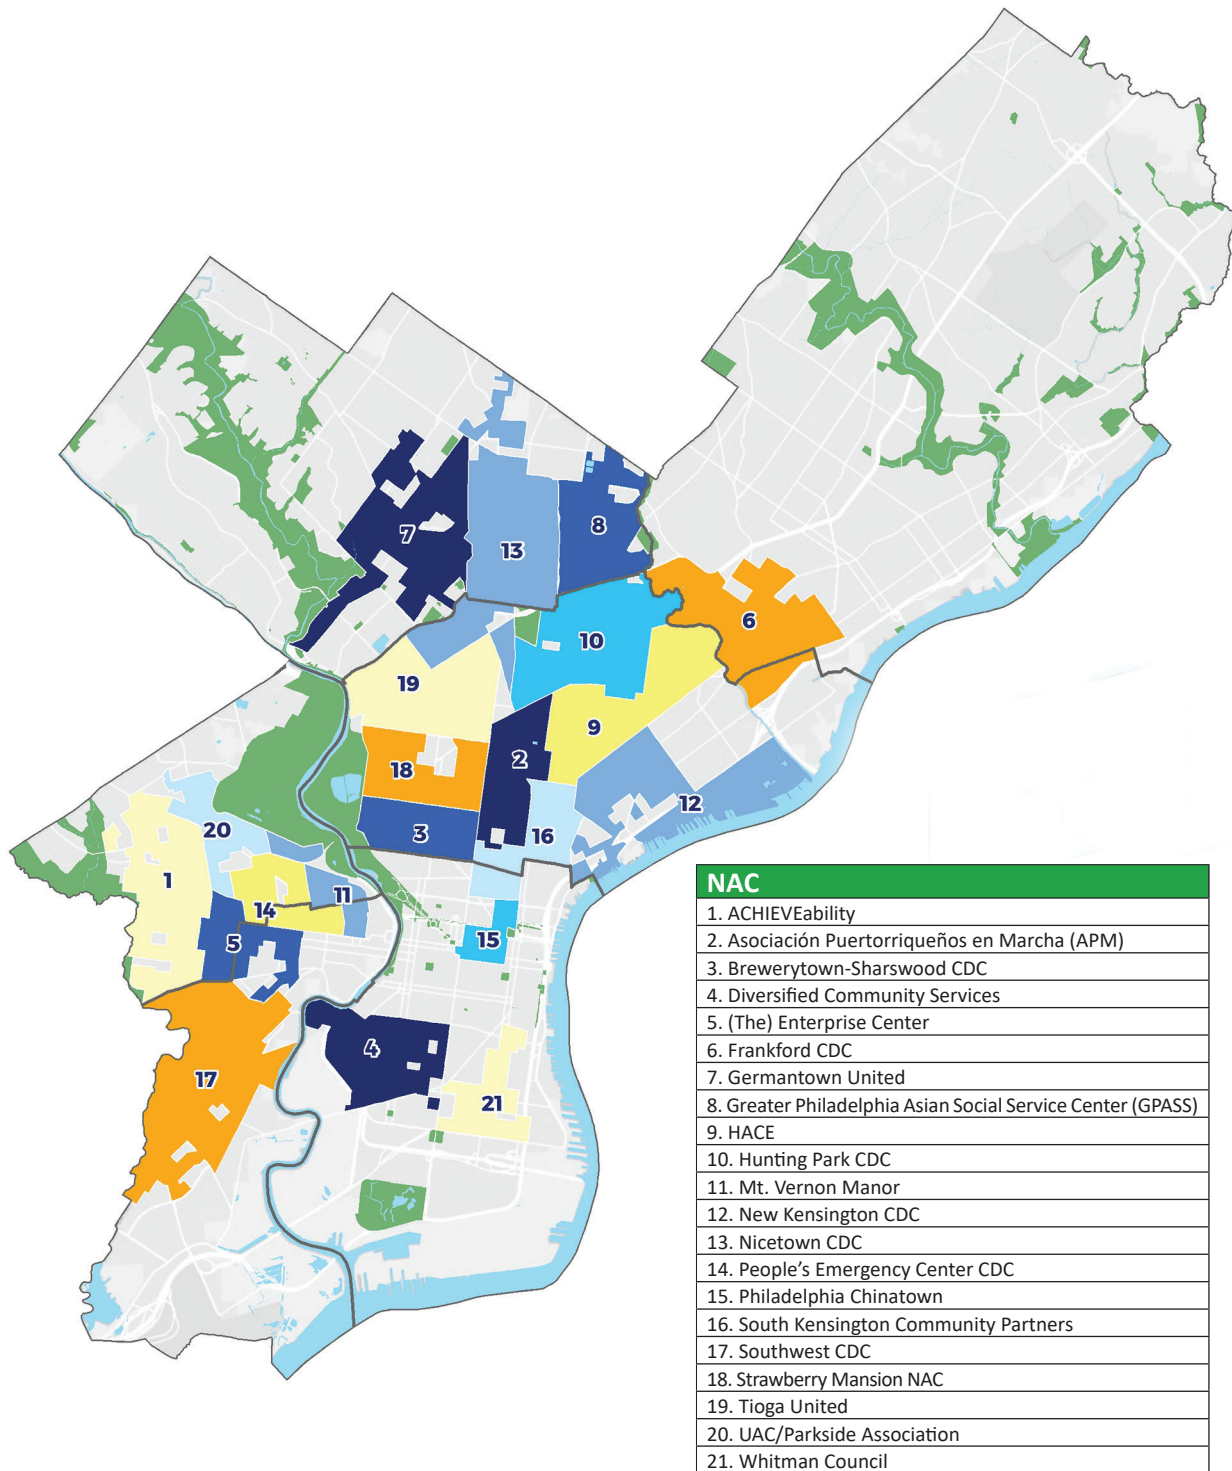 7
13
8
6
10
19
9
2
18
12
3
16
20
1
11
14
5
15
4
17
21
NAC
1. ACHIEVEability
2. Asociación Puertorriqueños en Marcha (APM)
3. Brewerytown-Sharswood CDC
4. Diversified Community Services
5. (The) Enterprise Center
6. Frankford CDC
7. Germantown United
8. Greater Philadelphia Asian Social Service Center (GPASS)
9. HACE
10. Hunting Park CDC
11. Mt. Vernon Manor
12. New Kensington CDC
13. Nicetown CDC
14. People’s Emergency Center CDC
15. Philadelphia Chinatown
16. South Kensington Community Partners
17. Southwest CDC
18. Strawberry Mansion NAC
19. Tioga United
20. UAC/Parkside Association
21. Whitman Council